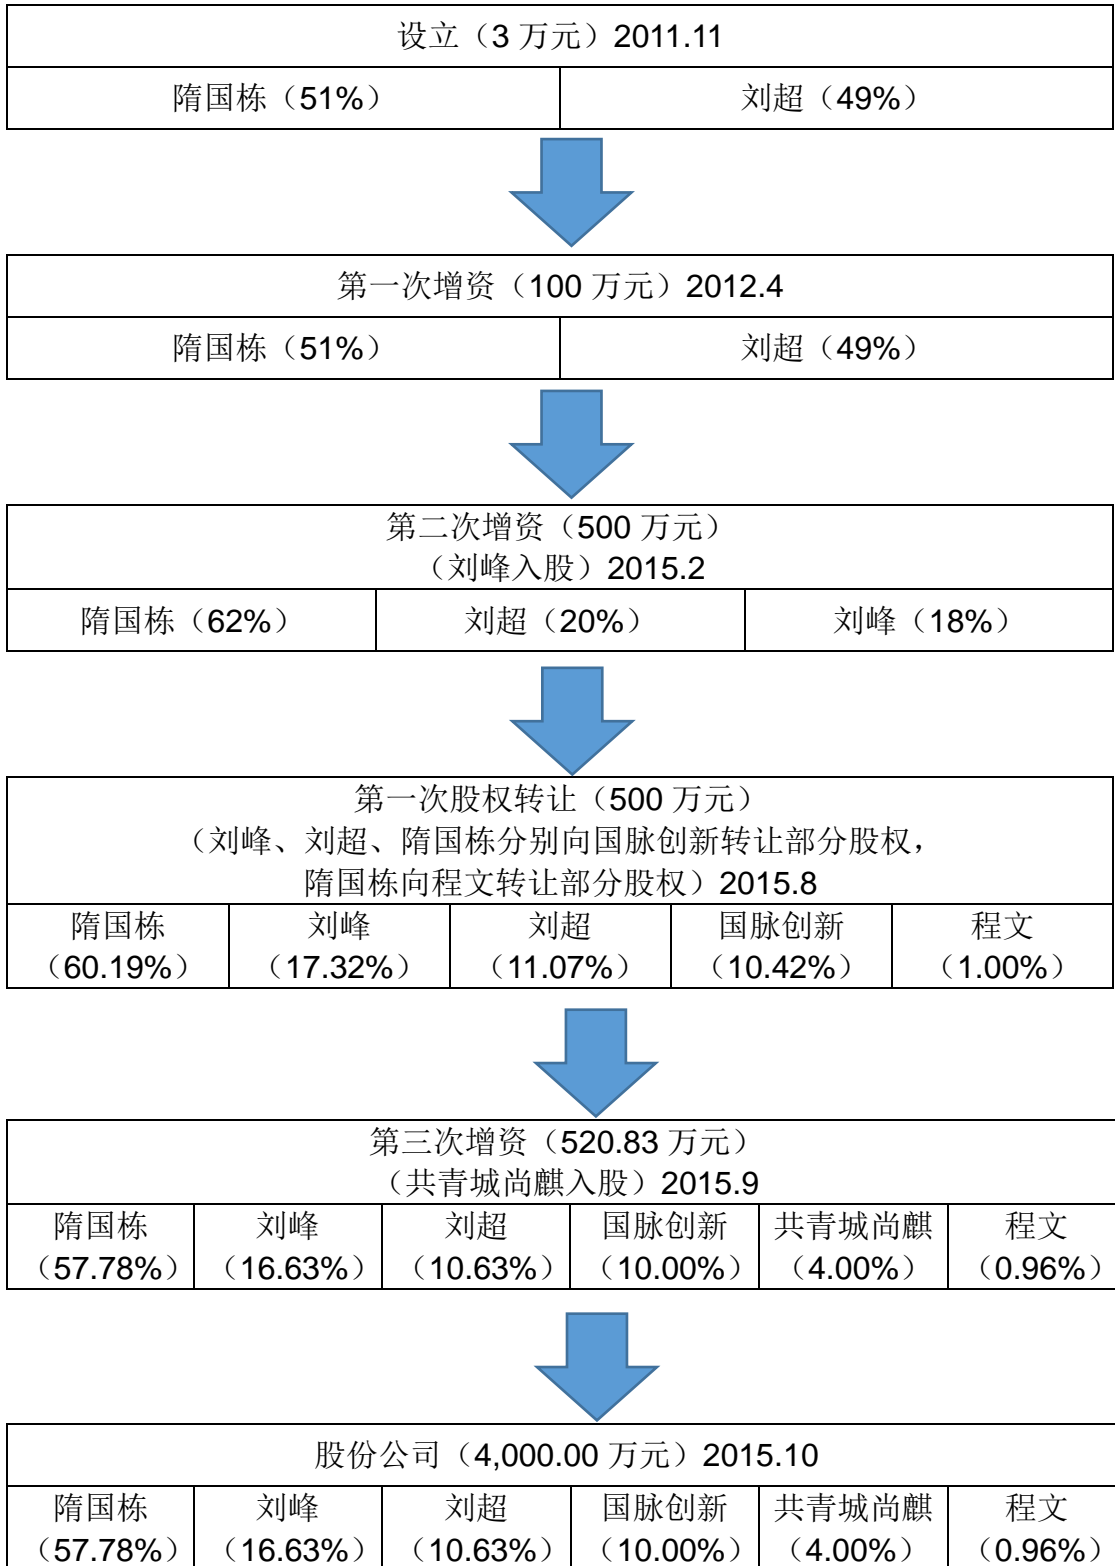 设立（3 万元）2011.11
隋国栋（51%） 刘超（49%）
第一次增资（100 万元）2012.4
隋国栋（51%） 刘超（49%）
第二次增资（500 万元）
（刘峰入股）2015.2
隋国栋（62%） 刘超（20%） 刘峰（18%）
第一次股权转让（500 万元）
（刘峰、刘超、隋国栋分别向国脉创新转让部分股权，
隋国栋向程文转让部分股权）2015.8
隋国栋 刘峰 刘超 国脉创新 程文
（60.19%） （17.32%） （11.07%） （10.42%） （1.00%）
第三次增资（520.83 万元）
（共青城尚麒入股）2015.9
隋国栋 刘峰 刘超 国脉创新 共青城尚麒 程文
（57.78%） （16.63%） （10.63%） （10.00%） （4.00%） （0.96%）
股份公司（4,000.00 万元）2015.10
隋国栋 刘峰 刘超 国脉创新 共青城尚麒 程文
（57.78%） （16.63%） （10.63%） （10.00%） （4.00%） （0.96%）